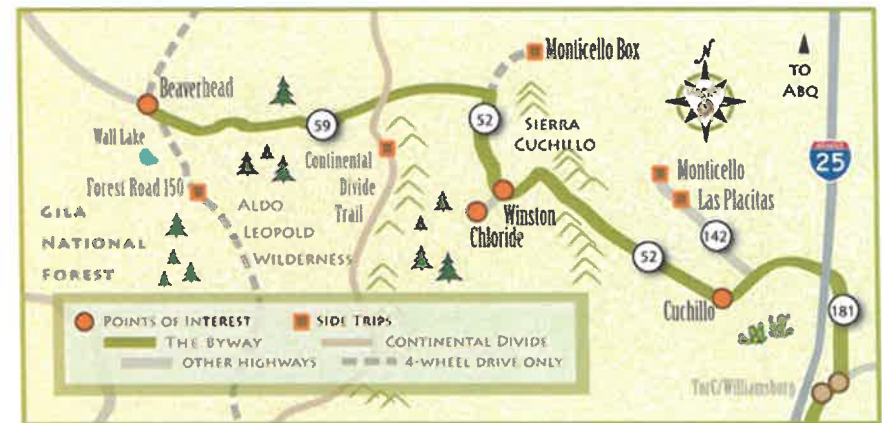 Monticello Box
N
TO
ABQ
Beaverhead
59
52
SIERRA
CUCHILLO
25
Wall Lake
Continental
Divide
Trail
Monticello
Las Placitas
Forest Road 150
ALDO
LEOPOLD
WILDERNESS
Winston
Chloride
GILA
NATIONAL
FOREST
142
52
Cuchillo
181
POINTS OF INTEREST
SIDE TRIPS
THE BYWAY
CONTINENTAL DIVIDE
OTHER HIGHWAYS
4-WHEEL DRIVE ONLY
TorC/Williamsburg